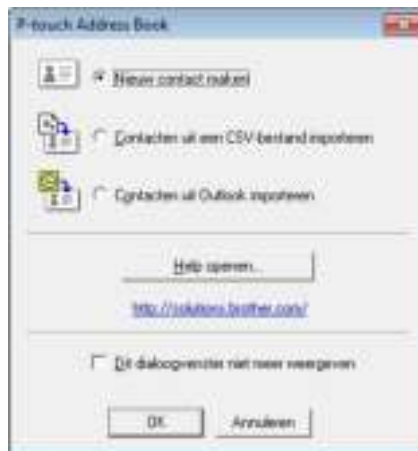 P-touch Address Book
Nieuw contact maken
Contacten uit een CSV-bestand importeren
Contacten uit Outlook importeren
Help openen...
http://solutions.brother.com/
Dit dialoogvenster niet meer weergeven
OK
Annuleren